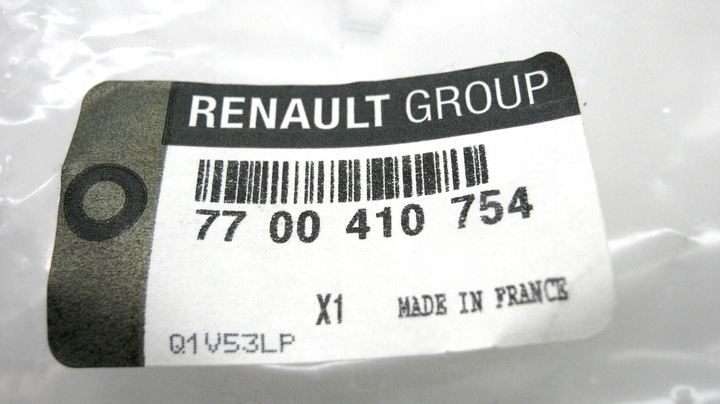 RENAULT GROUP
77 00 410 754
X1 MADE IN FRANCE
Q1V53LP